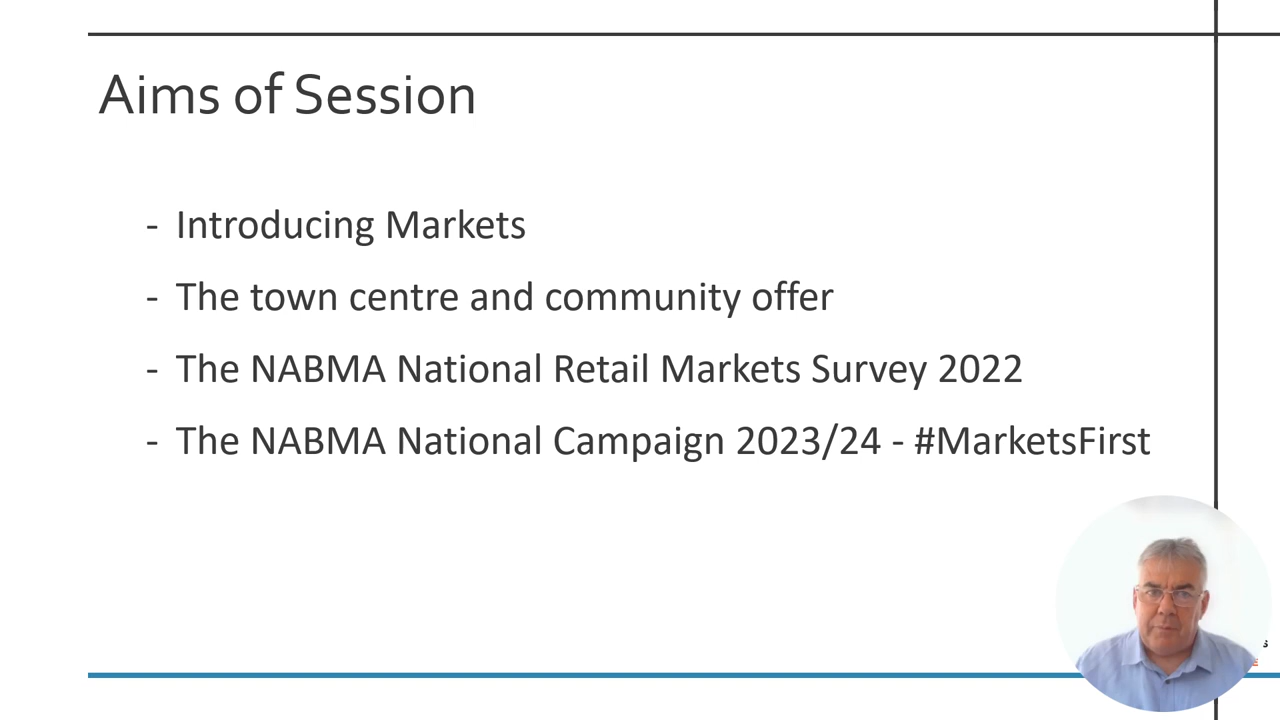 Aims of Session
- Introducing Markets
- The town centre and community offer
- The NABMA National Retail Markets Survey 2022
- The NABMA National Campaign 2023/24 - #MarketsFirst